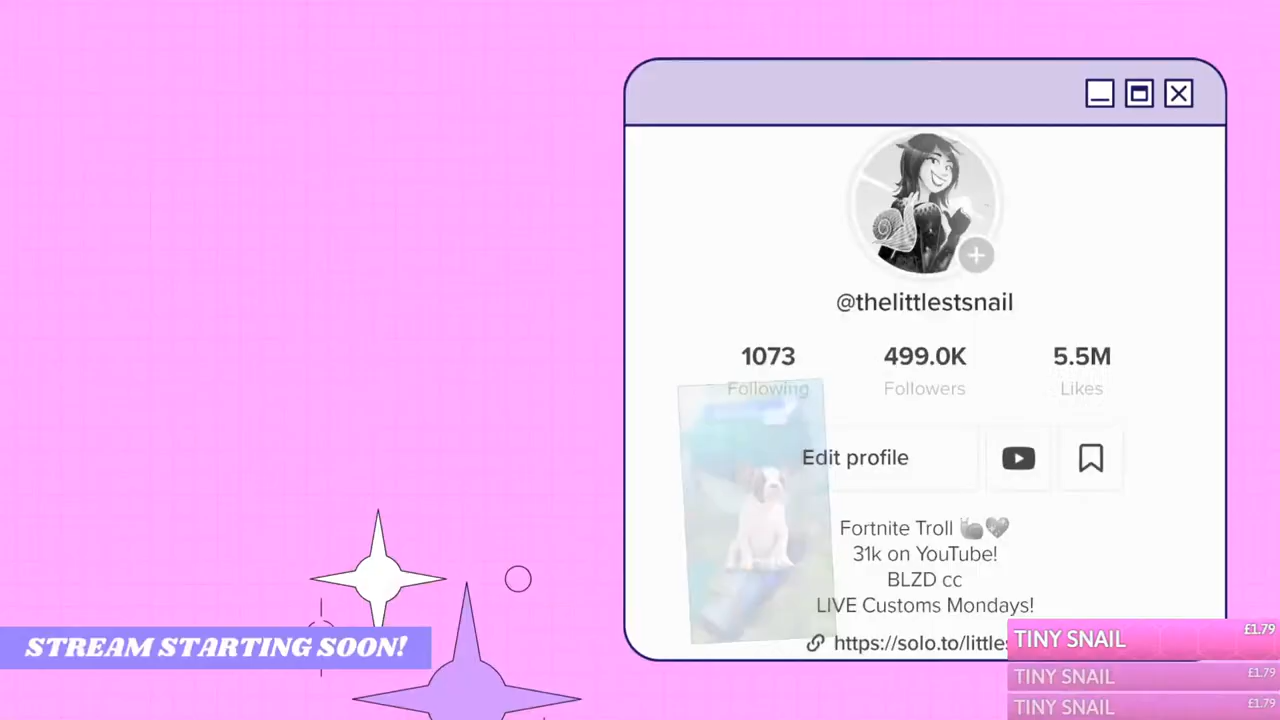 @thelittlestsnail
1073 499.0K 5.5M
Following Followers Likes
Edit profile
Fortnite Troll 🐌💖
31k on YouTube!
BLZD cc
LIVE Customs Mondays!
https://solo.to/little
STREAM STARTING SOON!
TINY SNAIL £1.79
TINY SNAIL £1.79
TINY SNAIL £1.79